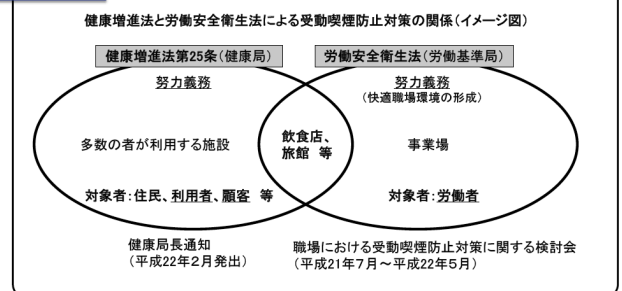 健康増進法と労働安全衛生法による受動喫煙防止対策の関係(イメージ図)
健康増進法第25条(健康局)
労働安全衛生法(労働基準局)
努力義務
努力義務
(快適職場環境の形成)
多数の者が利用する施設
飲食店、
旅館 等
事業場
対象者:住民、利用者、顧客 等
対象者:労働者
健康局長通知
(平成22年2月発出)
職場における受動喫煙防止対策に関する検討会
(平成21年7月~平成22年5月)